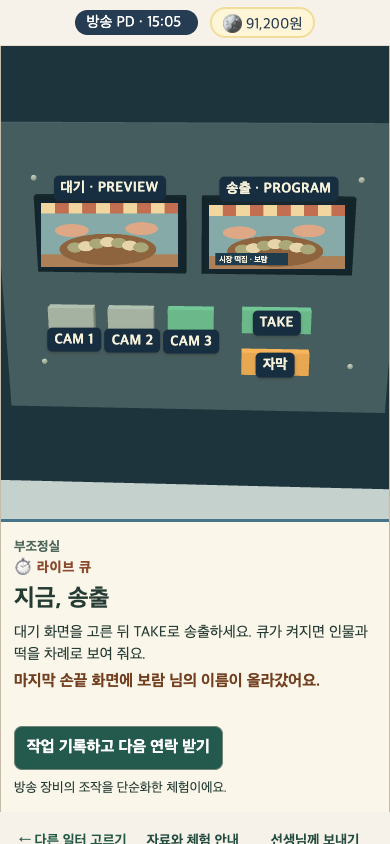 방송 PD · 15:05
91,200원
대기 · PREVIEW
송출 · PROGRAM
시장 떡집 · 보람
CAM 1
CAM 2
CAM 3
TAKE
자막
부조정실
라이브 큐
지금, 송출
대기 화면을 고른 뒤 TAKE로 송출하세요. 큐가 켜지면 인물과
떡을 차례로 보여 줘요.
마지막 손끝 화면에 보람 님의 이름이 올라갔어요.
작업 기록하고 다음 연락 받기
방송 장비의 조작을 단순화한 체험이에요.
← 다른 일터 고르기
자료와 체험 안내
선생님께 보내기